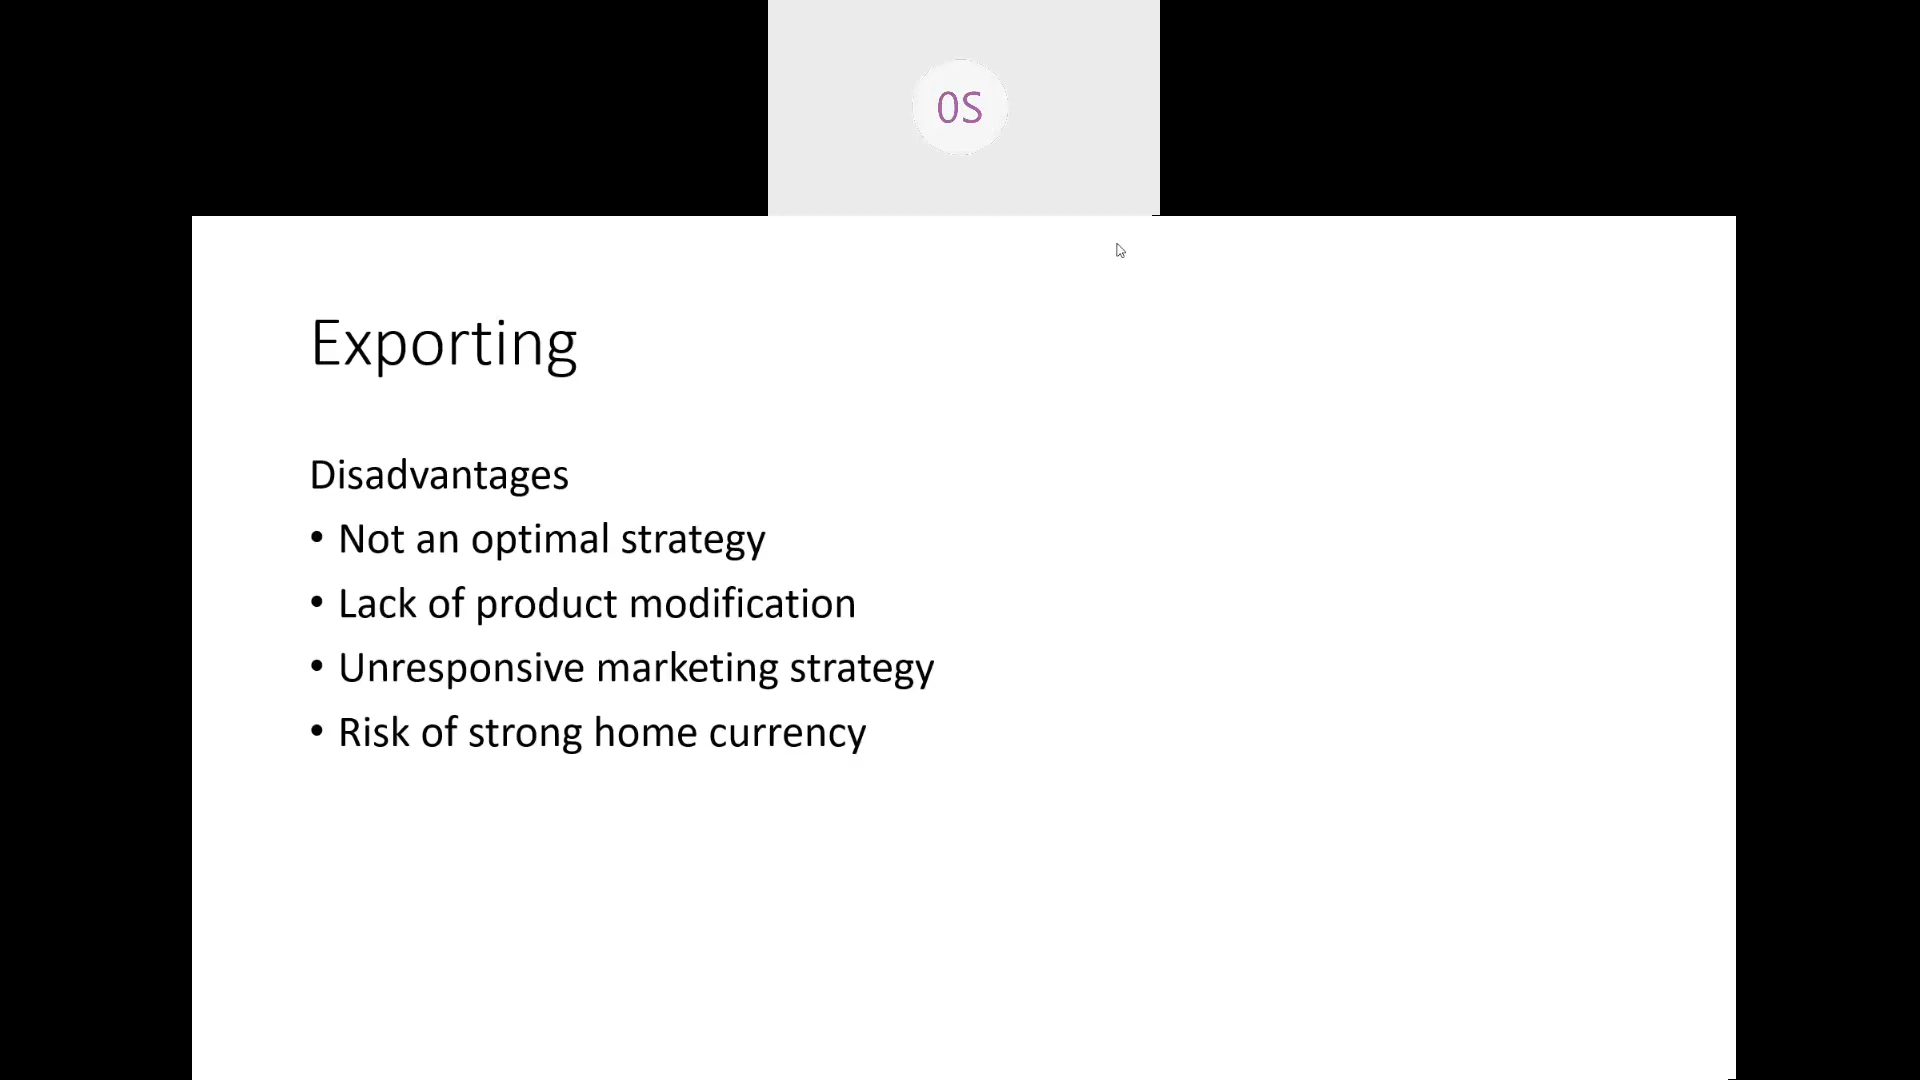 OS
Exporting
Disadvantages
• Not an optimal strategy
• Lack of product modification
• Unresponsive marketing strategy
• Risk of strong home currency